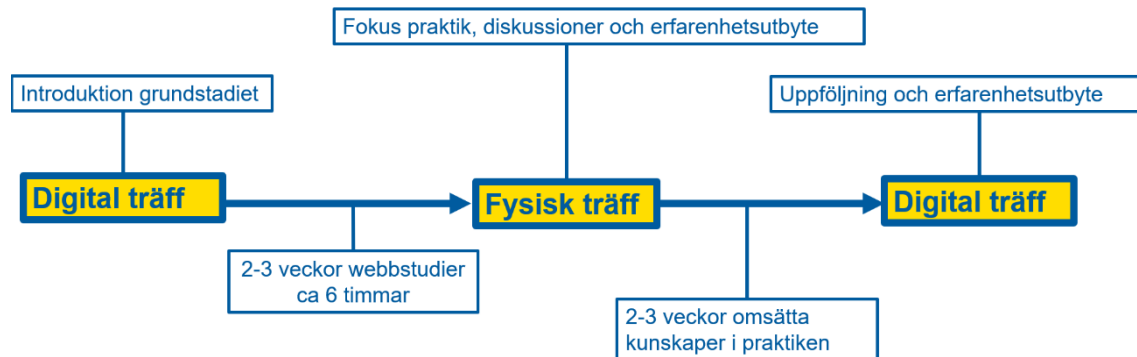 Fokus praktik, diskussioner och erfarenhetsutbyte
Introduktion grundstadiet
Uppföljning och erfarenhetsutbyte
Digital träff
Fysisk träff
Digital träff
2-3 veckor webbstudier
ca 6 timmar
2-3 veckor omsätta
kunskaper i praktiken